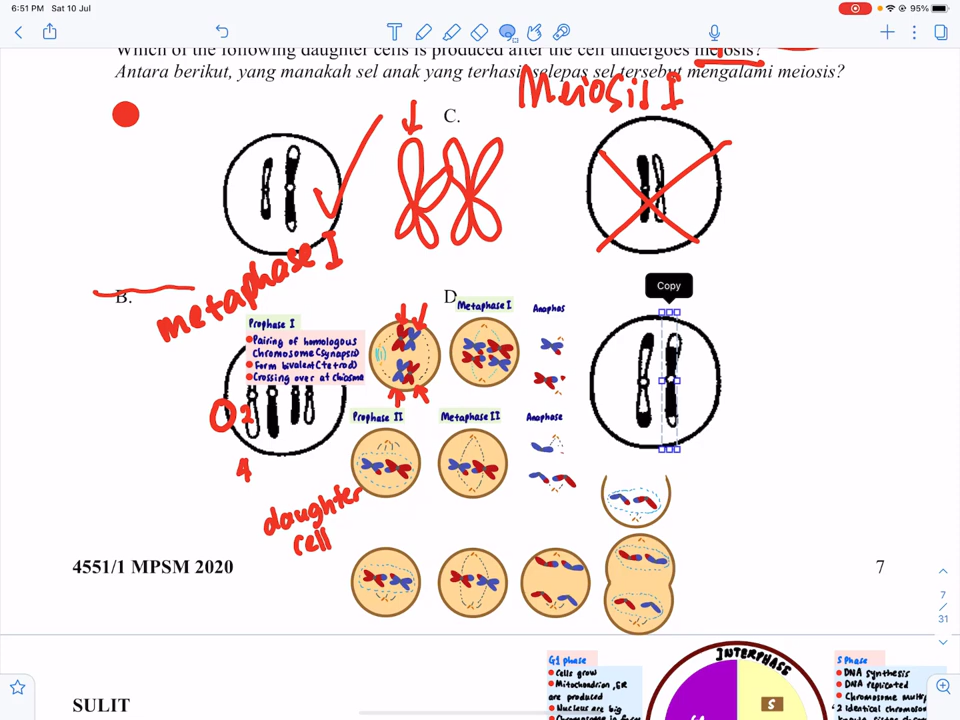 6:51 PM Sat 10 Jul
95%
Which of the following daughter cells is produced after the cell undergoes meiosis?
Antara berikut, yang manakah sel anak yang terhasil selepas sel tersebut mengalami meiosis?
Meiosis I
C.
metaphase I
B.
D.
Copy
Prophase I
Pairing of homologous
Chromosome (synapsis)
Form bivalent (tetrad)
Crossing over at chiasma
Metaphase I
Anaphas
2
4
Prophase II
Metaphase II
Anaphase
daughter
cell
4551/1 MPSM 2020
7
7
/
31
SULIT
INTERPHASE
G1 phase
Cells grow
Mitochondrion, ER
are produced
Nucleus are big
S
S Phase
DNA synthesis
DNA replicated
2 Identical chromoso